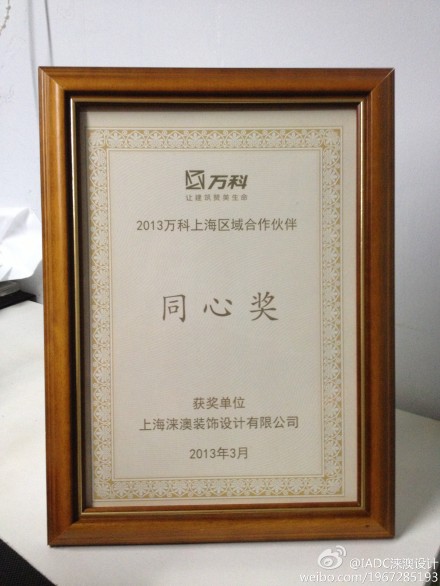 万科
让建筑赞美生命
2013万科上海区域合作伙伴
同心奖
获奖单位
上海涞澳装饰设计有限公司
2013年3月
@IADC涞澳设计
weibo.com/1967285193